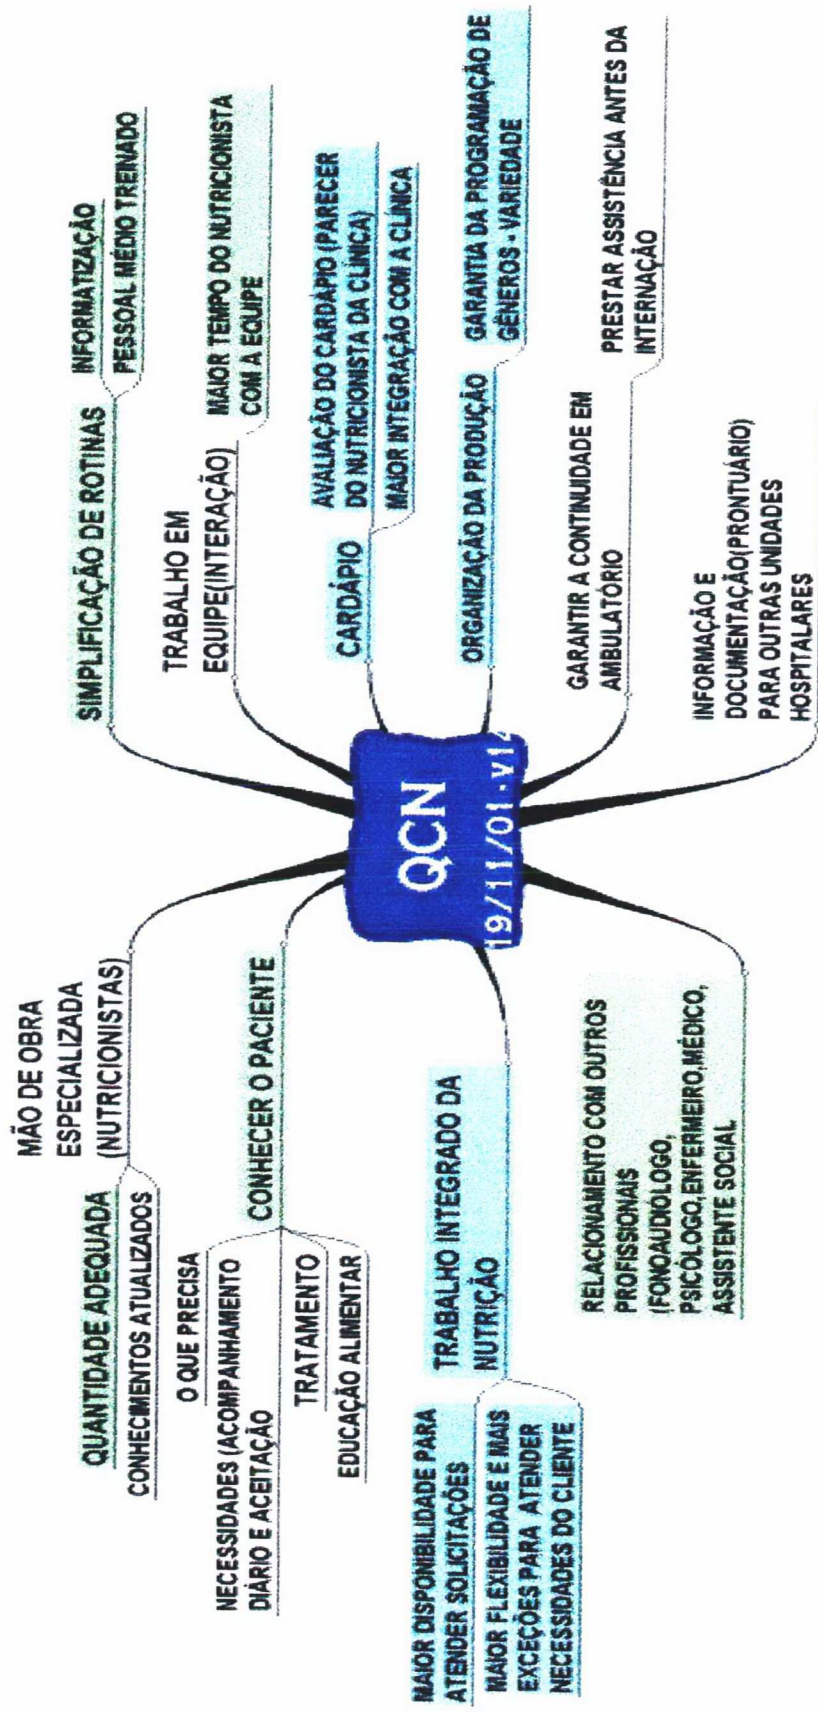 QCN
19/11/01-v14
SIMPLIFICAÇÃO DE ROTINAS
INFORMATIZAÇÃO
PESSOAL MÉDIO TREINADO
TRABALHO EM
EQUIPE(INTERAÇÃO)
MAIOR TEMPO DO NUTRICIONISTA
COM A EQUIPE
CARDÁPIO
AVALIAÇÃO DO CARDÁPIO (PARECER
DO NUTRICIONISTA DA CLÍNICA)
MAIOR INTEGRAÇÃO COM A CLÍNICA
ORGANIZAÇÃO DA PRODUÇÃO
GARANTIA DA PROGRAMAÇÃO DE
GÊNEROS - VARIEDADE
GARANTIR A CONTINUIDADE EM
AMBULATÓRIO
PRESTAR ASSISTÊNCIA ANTES DA
INTERNAÇÃO
INFORMAÇÃO E
DOCUMENTAÇÃO(PRONTUÁRIO)
PARA OUTRAS UNIDADES
HOSPITALARES
MÃO DE OBRA
ESPECIALIZADA
(NUTRICIONISTAS)
QUANTIDADE ADEQUADA
CONHECIMENTOS ATUALIZADOS
CONHECER O PACIENTE
O QUE PRECISA
NECESSIDADES (ACOMPANHAMENTO
DIÁRIO E ACEITAÇÃO
TRATAMENTO
EDUCAÇÃO ALIMENTAR
TRABALHO INTEGRADO DA
NUTRIÇÃO
MAIOR DISPONIBILIDADE PARA
ATENDER SOLICITAÇÕES
MAIOR FLEXIBILIDADE E MAIS
EXCEÇÕES PARA ATENDER
NECESSIDADES DO CLIENTE
RELACIONAMENTO COM OUTROS
PROFISSIONAIS
(FONOAUDIÓLOGO,
PSICÓLOGO,ENFERMEIRO,MÉDICO,
ASSISTENTE SOCIAL